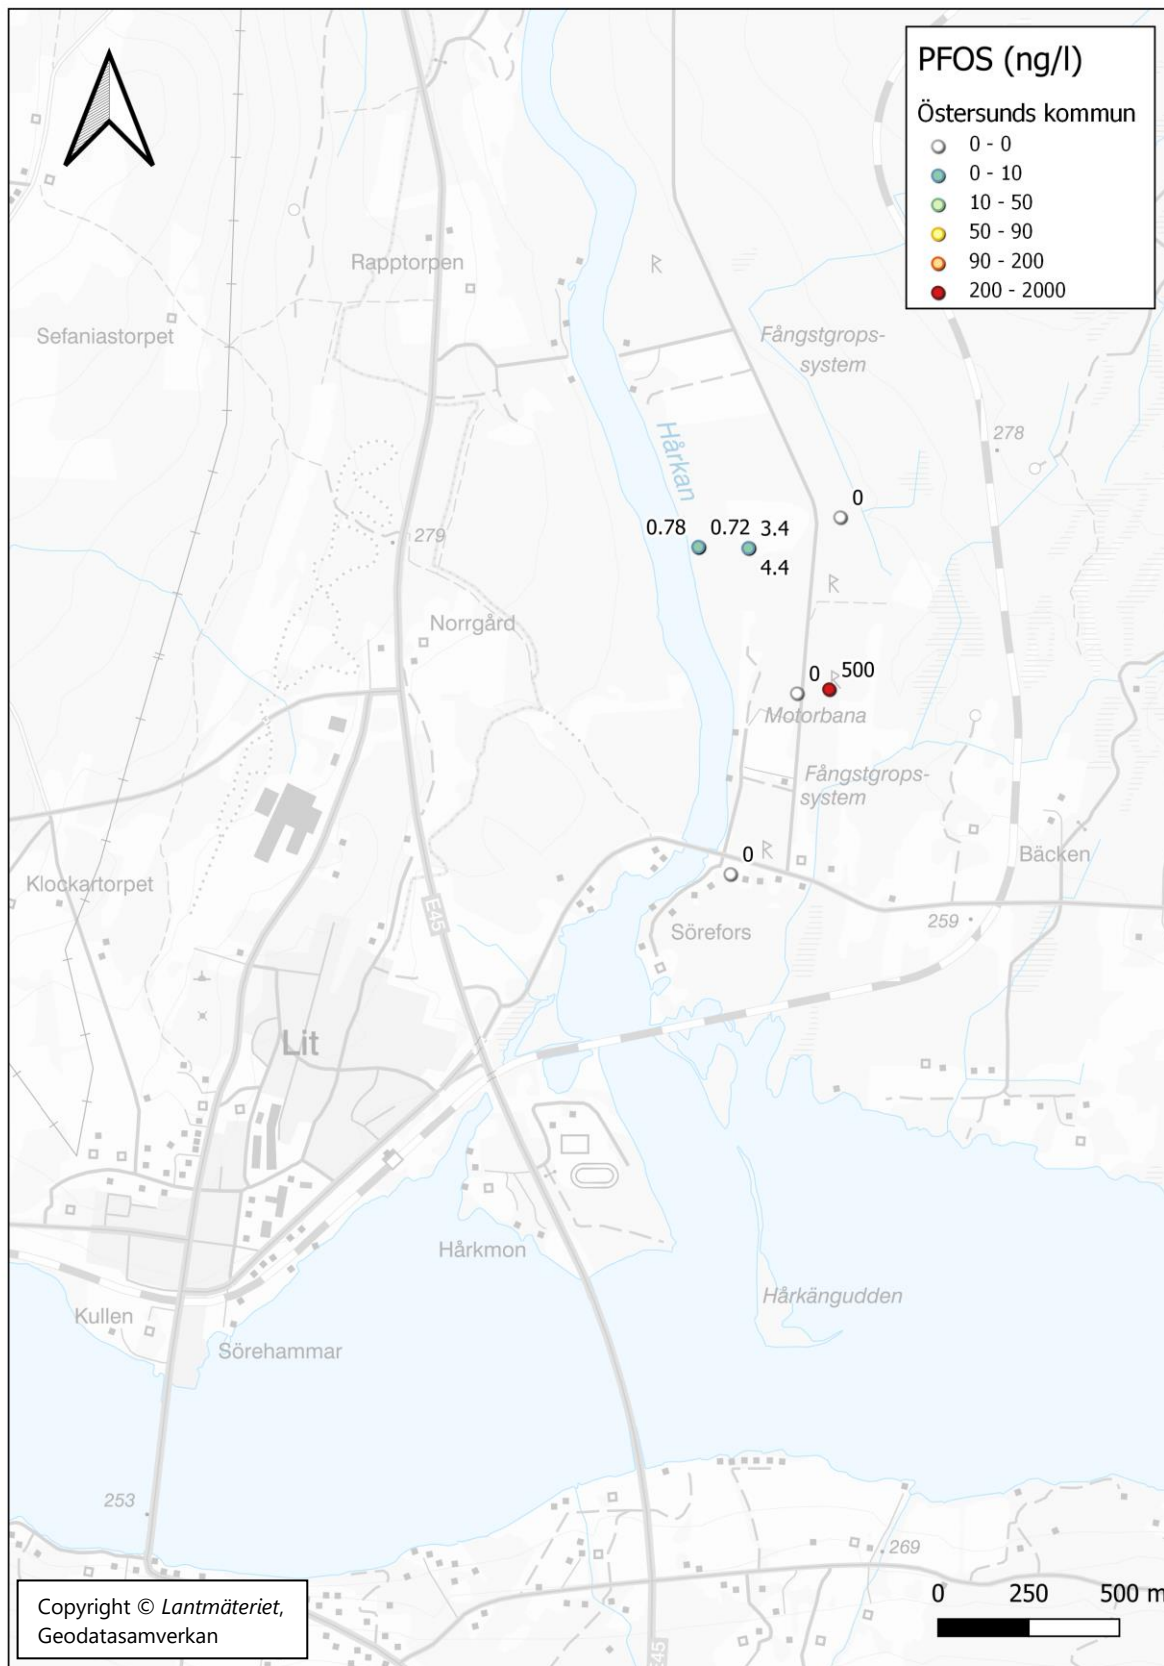 PFOS (ng/l)
Östersunds kommun
0 - 0
0 - 10
10 - 50
50 - 90
90 - 200
200 - 2000
Rapptorpen
Sefaniastorpet
Fångstgrops-
system
278
Hårkan
0
0.78
0.72
3.4
4.4
279
Norrgård
0
500
Motorbana
Fångstgrops-
system
0
Bäcken
Klockartorpet
E45
259
Sörefors
Lit
Hårkmon
Hårkängudden
Kullen
Sörehammar
253
269
E45
0 250 500 m
Copyright © Lantmäteriet,
Geodatasamverkan